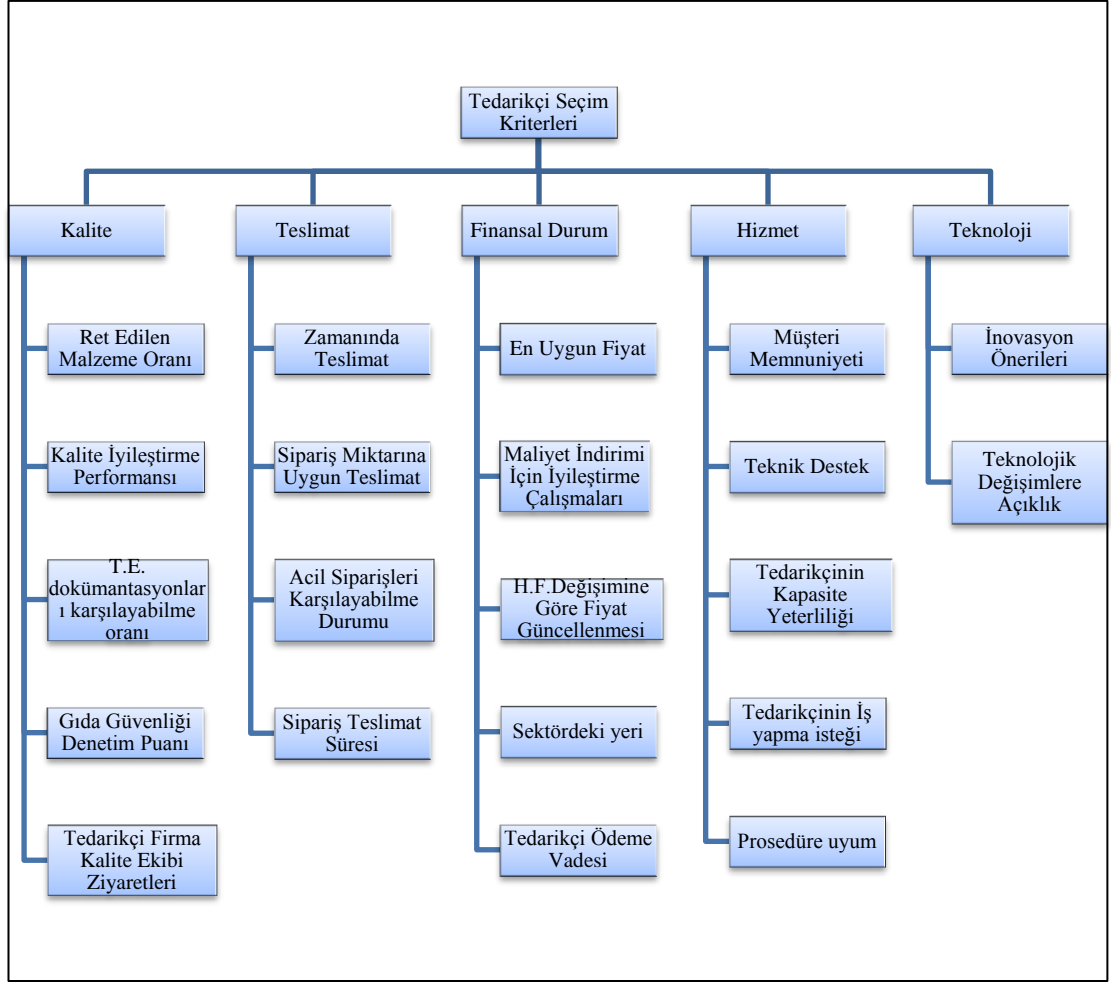 Tedarikçi Seçim
Kriterleri
Kalite
Teslimat
Finansal Durum
Hizmet
Teknoloji
Ret Edilen
Malzeme Oranı
Kalite İyileştirme
Performansı
T.E.
dokümantasyonlar
ı karşılayabilme
oranı
Gıda Güvenliği
Denetim Puanı
Tedarikçi Firma
Kalite Ekibi
Ziyaretleri
Zamanında
Teslimat
Sipariş Miktarına
Uygun Teslimat
Acil Siparişleri
Karşılayabilme
Durumu
Sipariş Teslimat
Süresi
En Uygun Fiyat
Maliyet İndirimi
İçin İyileştirme
Çalışmaları
H.F.Değişimine
Göre Fiyat
Güncellenmesi
Sektördeki yeri
Tedarikçi Ödeme
Vadesi
Müşteri
Memnuniyeti
Teknik Destek
Tedarikçinin
Kapasite
Yeterliliği
Tedarikçinin İş
yapma isteği
Prosedüre uyum
İnovasyon
Önerileri
Teknolojik
Değişimlere
Açıklık